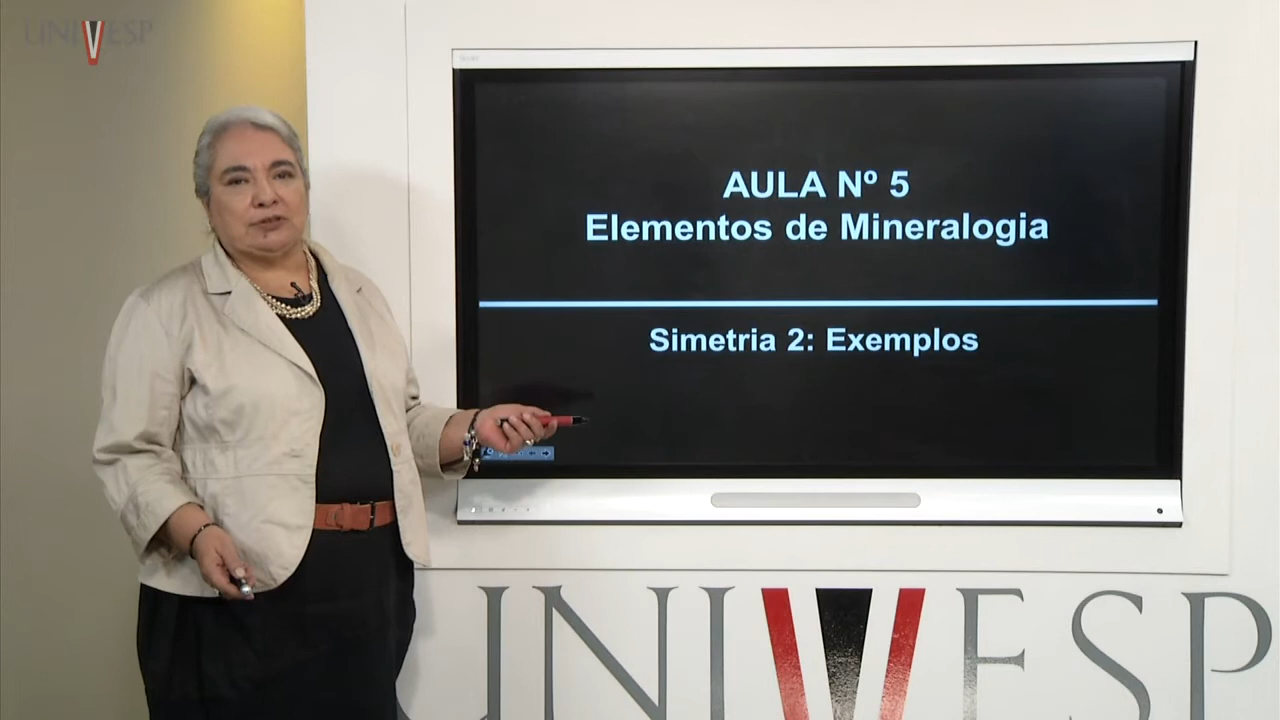 UNIVESP
AULA Nº 5
Elementos de Mineralogia
Simetria 2: Exemplos
UNIVESP